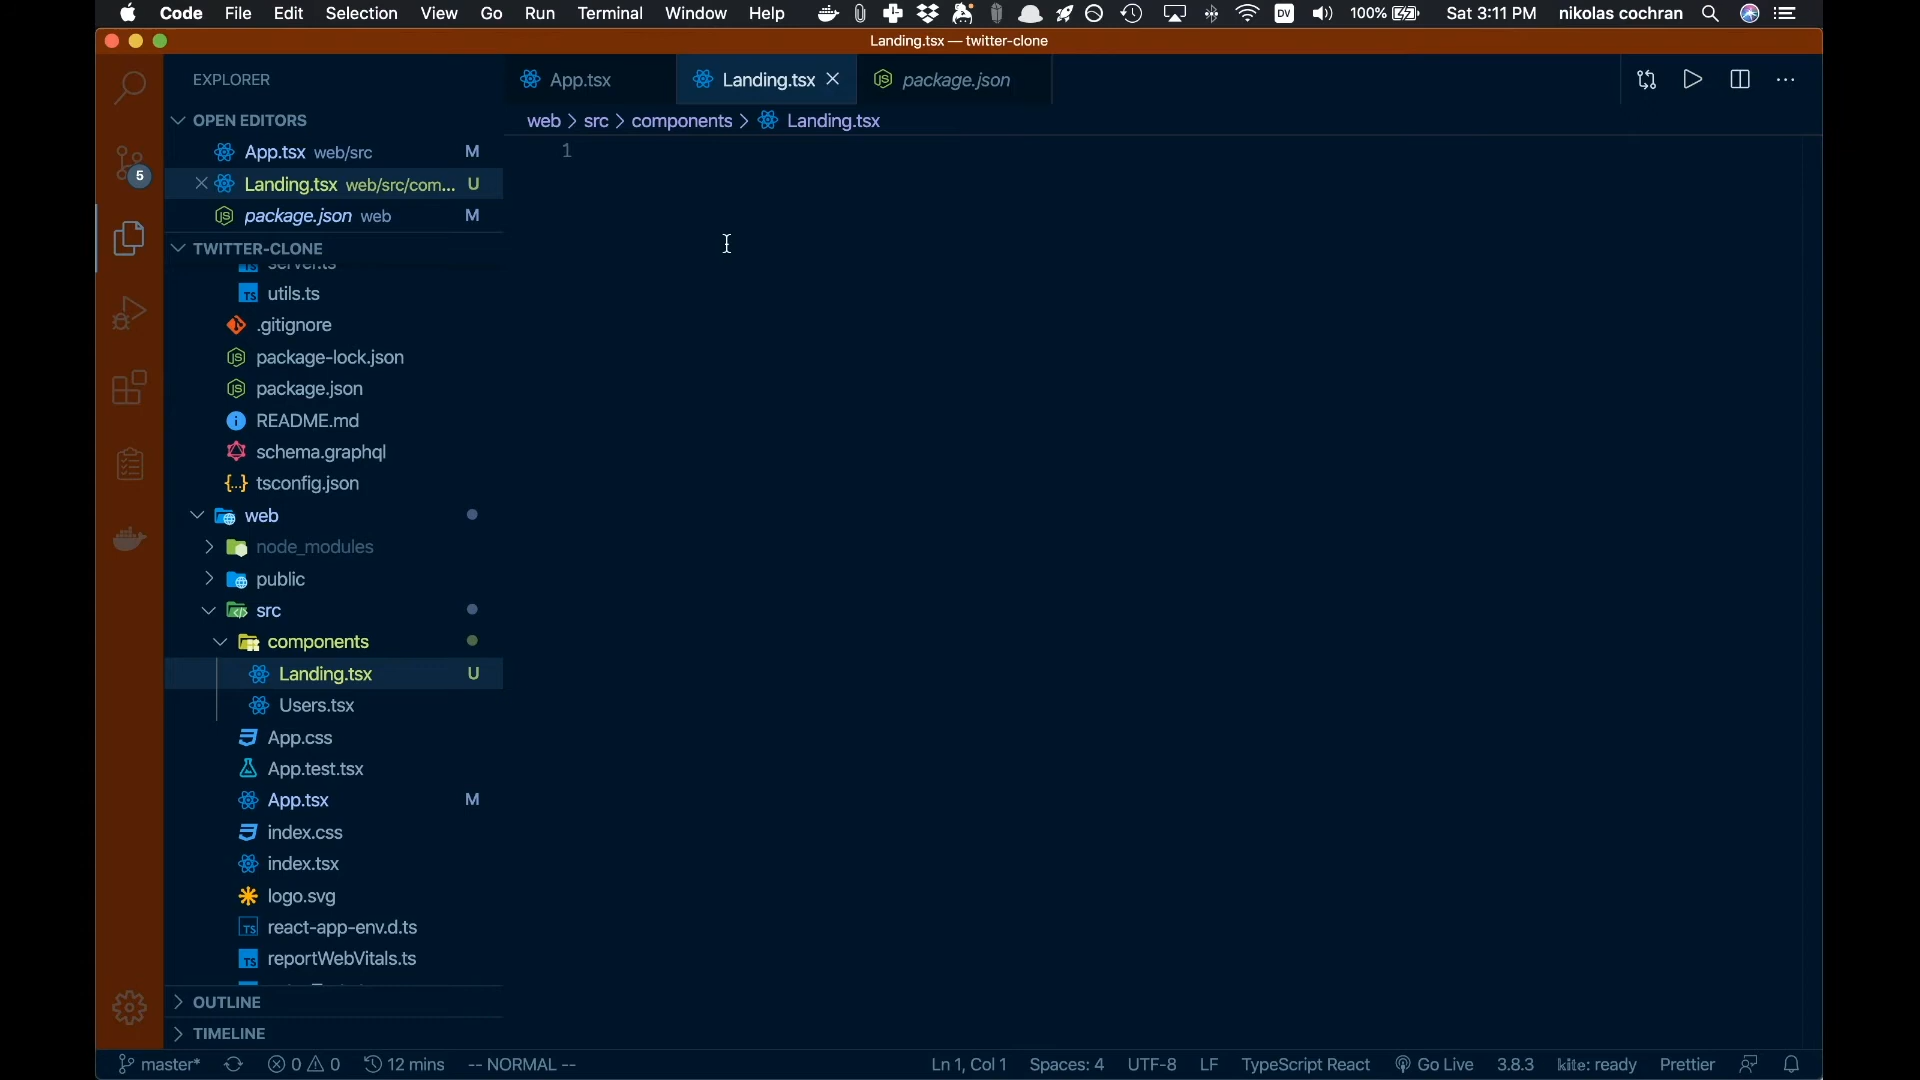 Code File Edit Selection View Go Run Terminal Window Help DV 100% Sat 3:11 PM nikolas cochran
Landing.tsx — twitter-clone
EXPLORER
App.tsx Landing.tsx package.json
OPEN EDITORS
web > src > components > Landing.tsx
App.tsx web/src M
1
5
Landing.tsx web/src/com... U
package.json web M
TWITTER-CLONE
server.ts
utils.ts
.gitignore
package-lock.json
package.json
README.md
schema.graphql
tsconfig.json
web
node_modules
public
src
components
Landing.tsx U
Users.tsx
App.css
App.test.tsx
App.tsx M
index.css
index.tsx
logo.svg
react-app-env.d.ts
reportWebVitals.ts
OUTLINE
TIMELINE
master* 0 0 12 mins -- NORMAL -- Ln 1, Col 1 Spaces: 4 UTF-8 LF TypeScript React Go Live 3.8.3 kite: ready Prettier